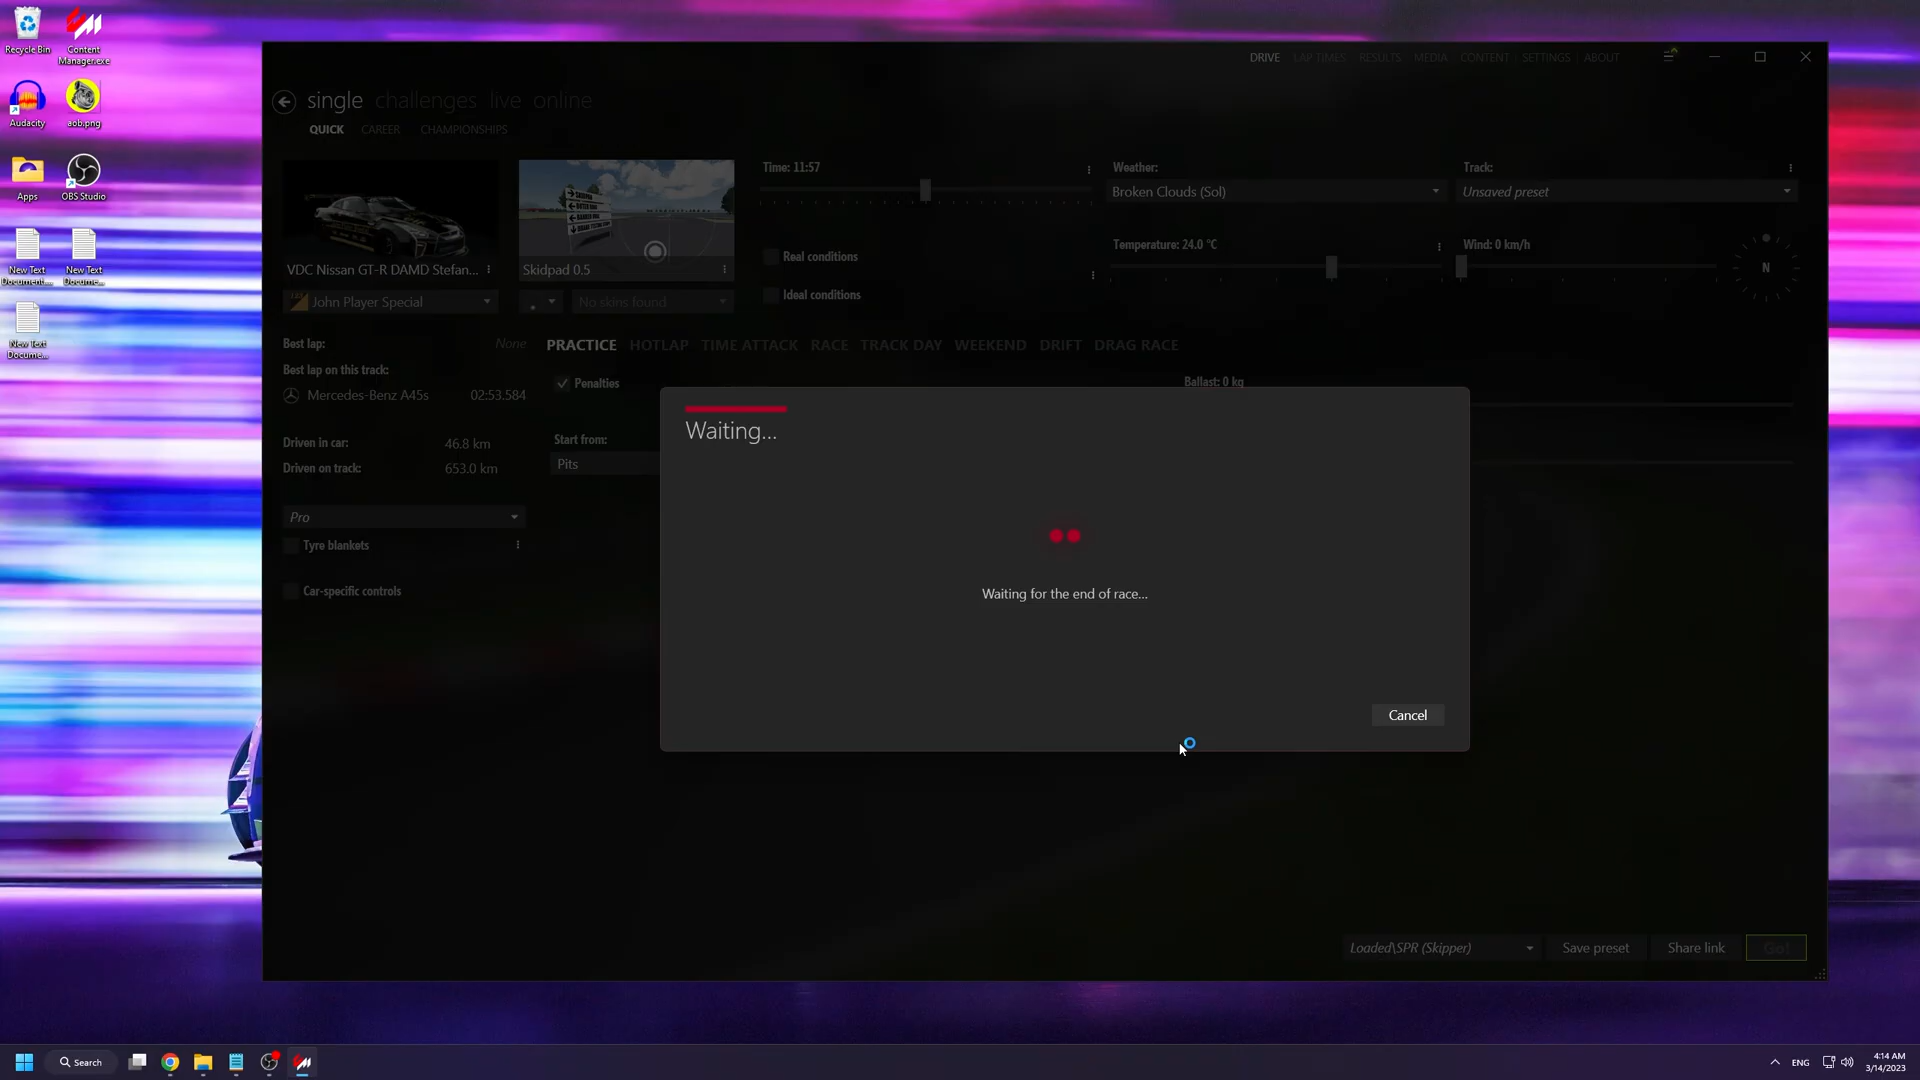 Recycle Bin
Content
Manager.exe
Audacity
aob.png
Apps
OBS Studio
New Text
Document....
New Text
Docume...
New Text
Docume...
DRIVE LAP TIMES RESULTS MEDIA CONTENT SETTINGS ABOUT
single challenges live online
QUICK CAREER CHAMPIONSHIPS
VDC Nissan GT-R DAMD Stefan...
John Player Special
Skidpad 0.5
No skins found
Time: 11:57
Real conditions
Ideal conditions
Weather:
Broken Clouds (Sol)
Temperature: 24.0 °C
Track:
Unsaved preset
Wind: 0 km/h
N
Best lap: None
Best lap on this track:
Mercedes-Benz A45s 02:53.584
Driven in car: 46.8 km
Driven on track: 653.0 km
Pro
Tyre blankets
Car-specific controls
PRACTICE HOTLAP TIME ATTACK RACE TRACK DAY WEEKEND DRIFT DRAG RACE
Penalties
Ballast: 0 kg
Start from:
Pits
Waiting...
Waiting for the end of race...
Cancel
Loaded\SPR (Skipper)
Save preset
Share link
Go!
Search
ENG
4:14 AM
3/14/2023